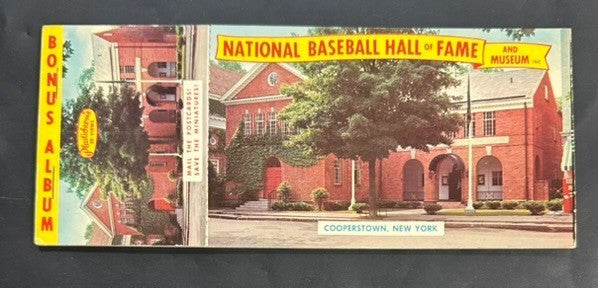 BONUS ALBUM
Plastichrome
MAIL THE POSTCARDS!
SAVE THE MINIATURES!
NATIONAL BASEBALL HALL OF FAME
AND
MUSEUM INC.
COOPERSTOWN, NEW YORK